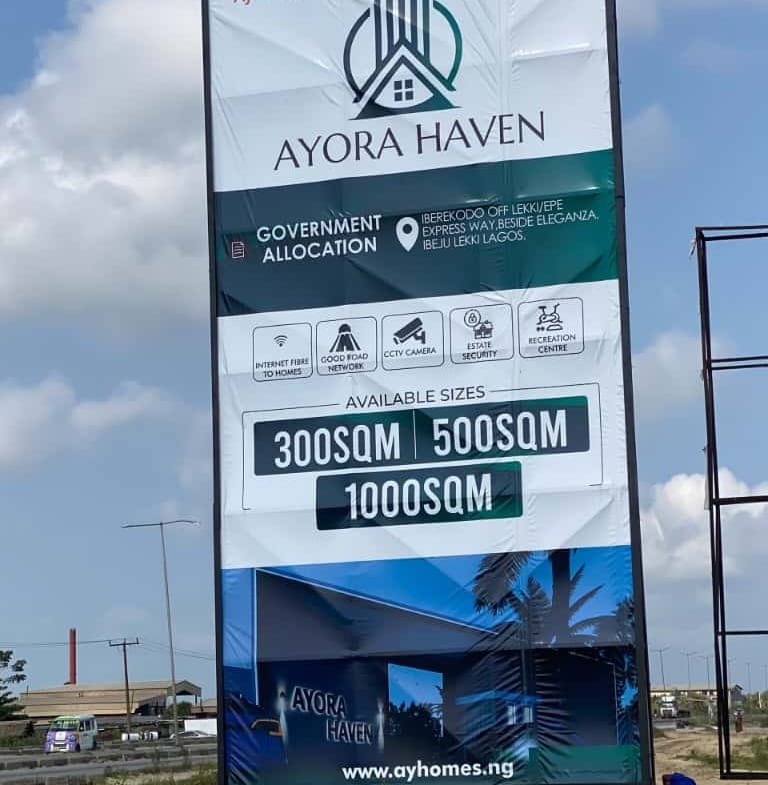 AYORA HAVEN
GOVERNMENT
ALLOCATION
IBEREKODO OFF LEKKI/EPE
EXPRESS WAY,BESIDE ELEGANZA.
IBEJU LEKKI LAGOS.
INTERNET FIBRE
TO HOMES
GOOD ROAD
NETWORK
CCTV CAMERA
ESTATE
SECURITY
RECREATION
CENTRE
AVAILABLE SIZES
300SQM
500SQM
1000SQM
AYORA
HAVEN
www.ayhomes.ng